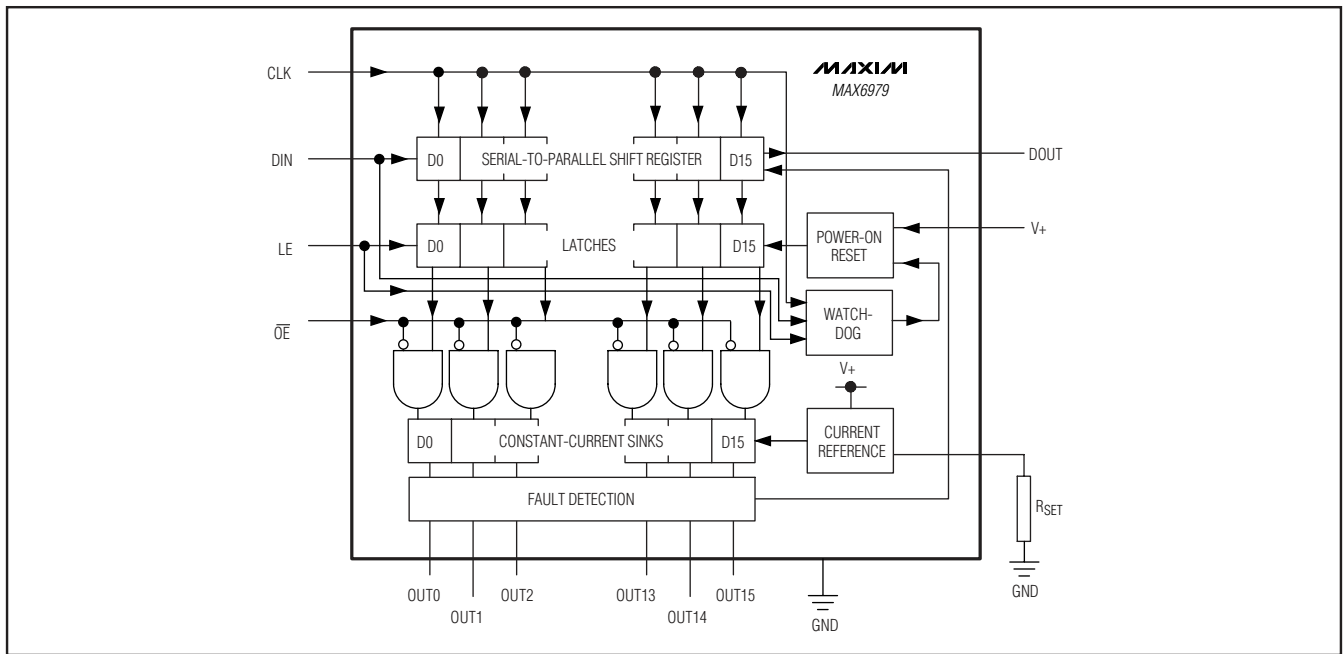 MAXIM
MAX6979
CLK
DIN
D0
SERIAL-TO-PARALLEL SHIFT REGISTER
D15
DOUT
LE
D0
LATCHES
D15
POWER-ON
RESET
V+
WATCH-
DOG
OE
V+
D0
CONSTANT-CURRENT SINKS
D15
CURRENT
REFERENCE
FAULT DETECTION
RSET
GND
OUT0
OUT1
OUT2
OUT13
OUT14
OUT15
GND